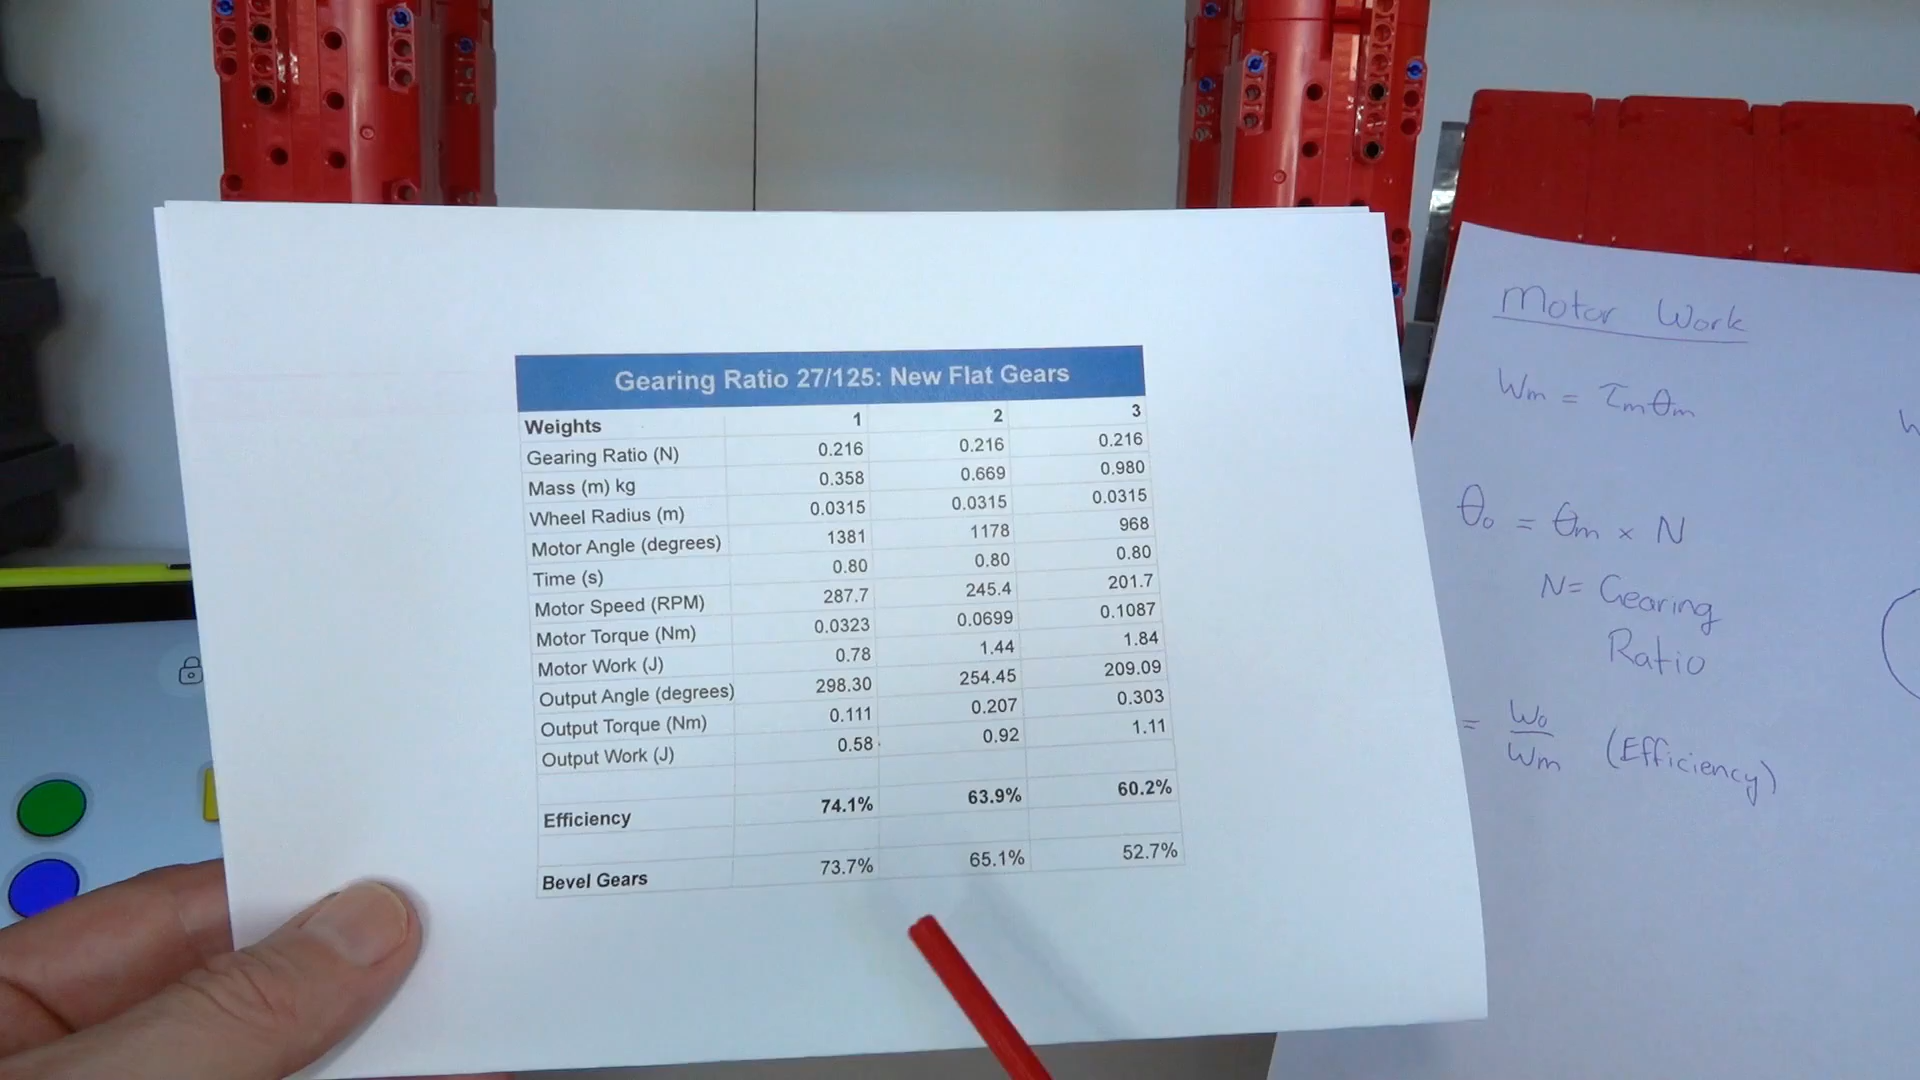 Gearing Ratio 27/125: New Flat Gears
Weights 1 2 3
Gearing Ratio (N) 0.216 0.216 0.216
Mass (m) kg 0.358 0.669 0.980
Wheel Radius (m) 0.0315 0.0315 0.0315
Motor Angle (degrees) 1381 1178 968
Time (s) 0.80 0.80 0.80
Motor Speed (RPM) 287.7 245.4 201.7
Motor Torque (Nm) 0.0323 0.0699 0.1087
Motor Work (J) 0.78 1.44 1.84
Output Angle (degrees) 298.30 254.45 209.09
Output Torque (Nm) 0.111 0.207 0.303
Output Work (J) 0.58 0.92 1.11
Efficiency 74.1% 63.9% 60.2%
Bevel Gears 73.7% 65.1% 52.7%
Motor Work
Wm = τmθm
θo = θm × N
N = Gearing
Ratio
= Wo/Wm (Efficiency)